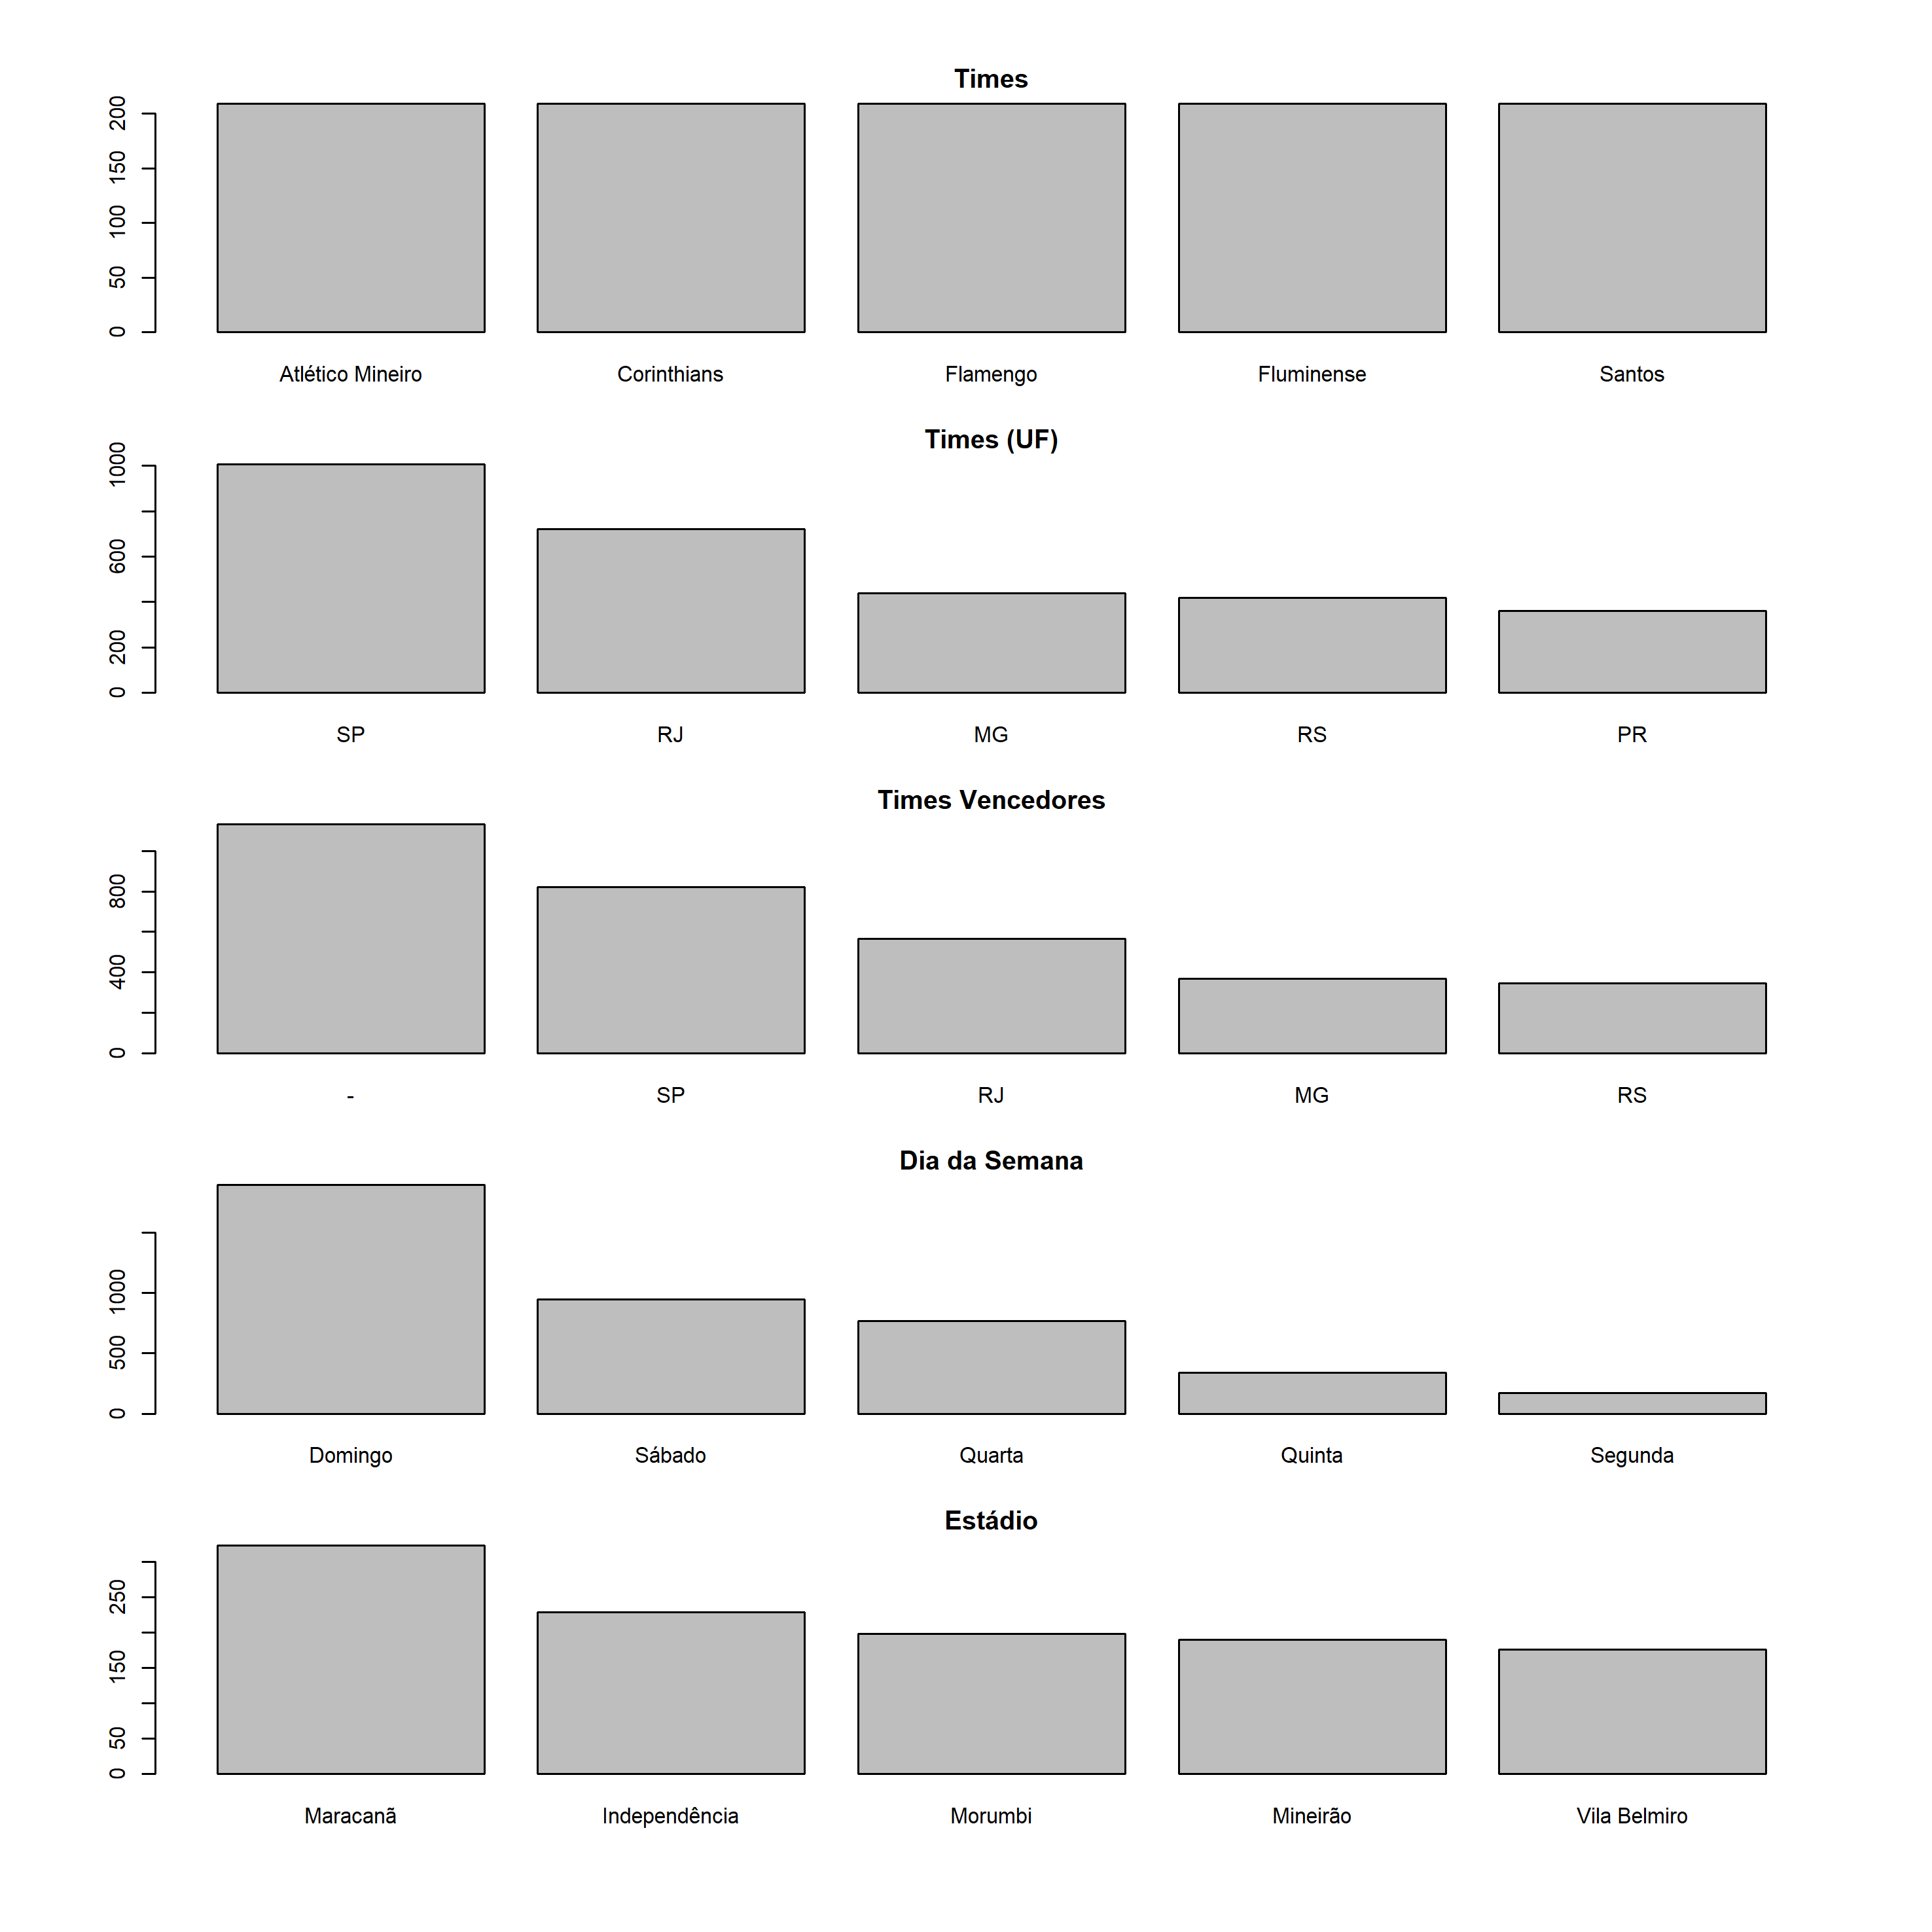 Times
200
150
100
50
0
Atlético Mineiro Corinthians Flamengo Fluminense Santos
Times (UF)
1000
600
200
0
SP RJ MG RS PR
Times Vencedores
800
400
0
- SP RJ MG RS
Dia da Semana
1000
500
0
Domingo Sábado Quarta Quinta Segunda
Estádio
250
150
50
0
Maracanã Independência Morumbi Mineirão Vila Belmiro